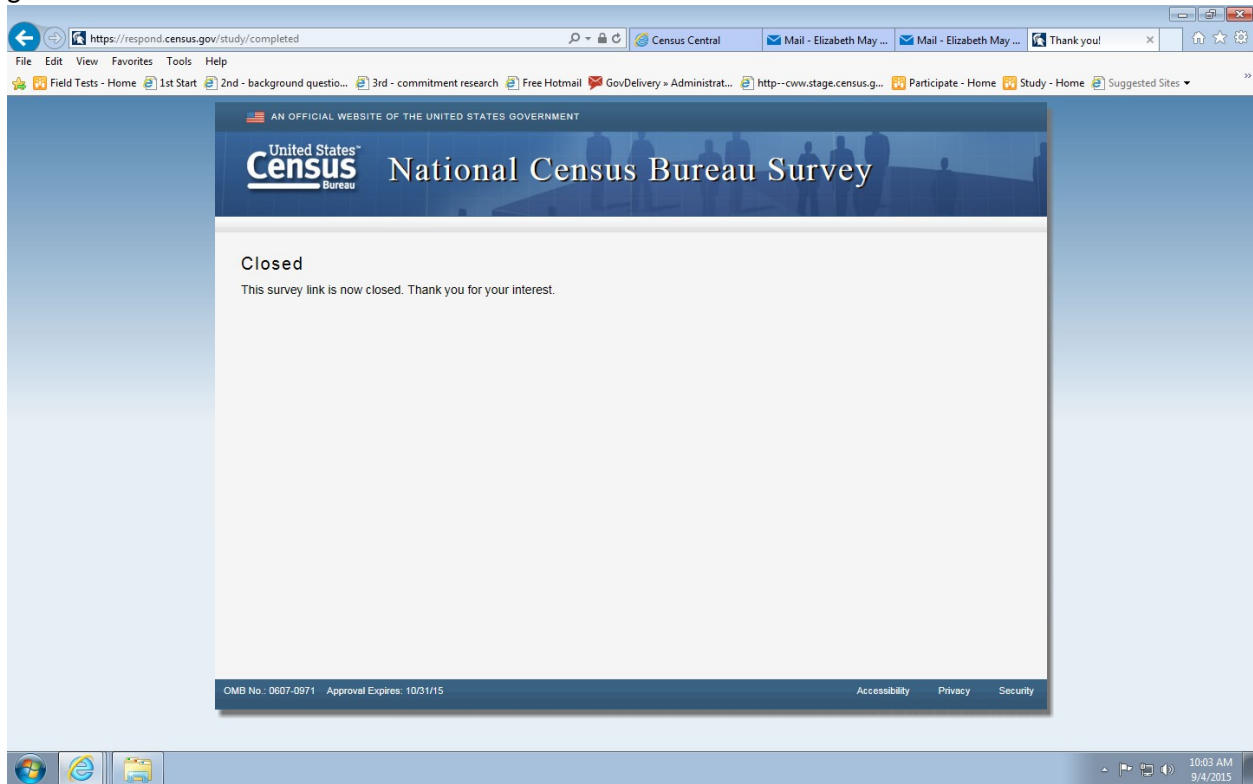 g
https://respond.census.gov/study/completed
Census Central
Mail - Elizabeth May ...
Mail - Elizabeth May ...
Thank you!
File Edit View Favorites Tools Help
Field Tests - Home 1st Start 2nd - background questio... 3rd - commitment research Free Hotmail GovDelivery » Administrat... http--cww.stage.census.g... Participate - Home Study - Home Suggested Sites
AN OFFICIAL WEBSITE OF THE UNITED STATES GOVERNMENT
United States™
Census
Bureau
National Census Bureau Survey
Closed
This survey link is now closed. Thank you for your interest.
OMB No.: 0607-0971 Approval Expires: 10/31/15 Accessibility Privacy Security
10:03 AM
9/4/2015